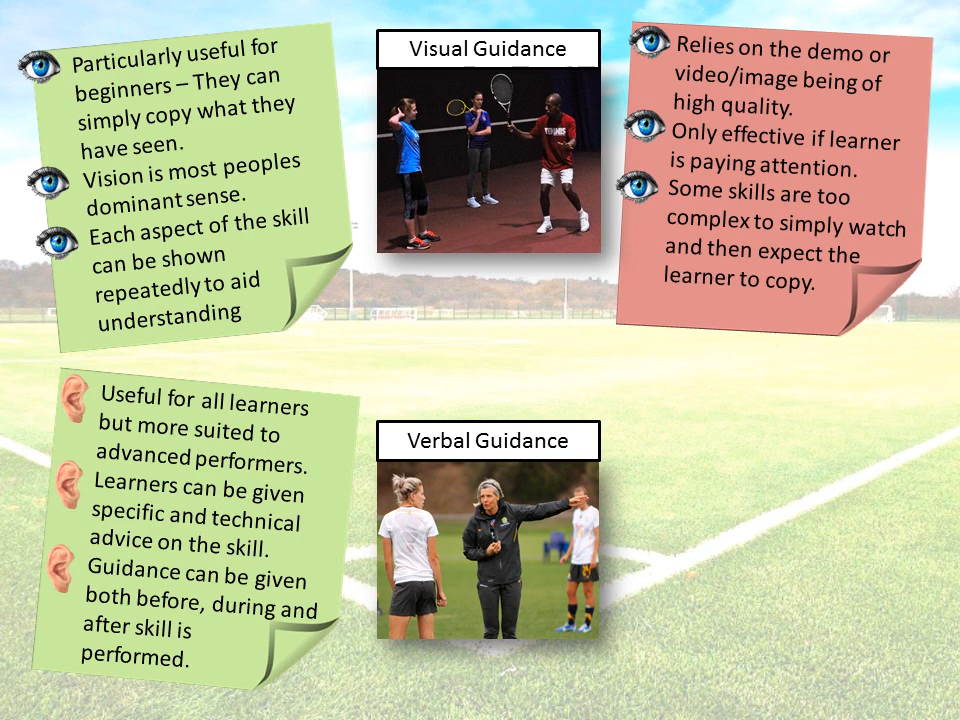 Particularly useful for
beginners – They can
simply copy what they
have seen.
Vision is most peoples
dominant sense.
Each aspect of the skill
can be shown
repeatedly to aid
understanding
Visual Guidance
TENNIS
Relies on the demo or
video/image being of
high quality.
Only effective if learner
is paying attention.
Some skills are too
complex to simply watch
and then expect the
learner to copy.
Useful for all learners
but more suited to
advanced performers.
Learners can be given
specific and technical
advice on the skill.
Guidance can be given
both before, during and
after skill is
performed.
Verbal Guidance